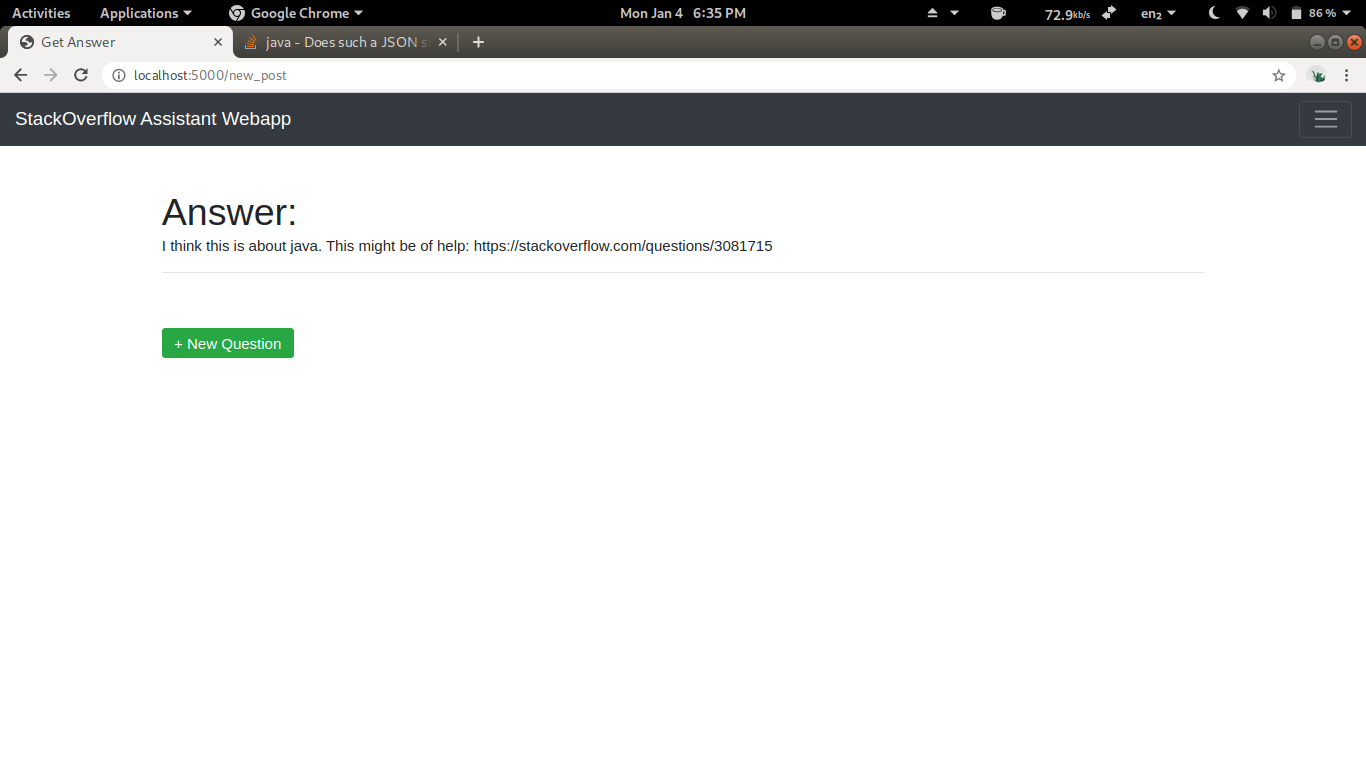 Activities Applications Google Chrome Mon Jan 4 6:35 PM 72.9kb/s en₂ 86 %
Get Answer java - Does such a JSON s
localhost:5000/new_post
StackOverflow Assistant Webapp
Answer:
I think this is about java. This might be of help: https://stackoverflow.com/questions/3081715
+ New Question